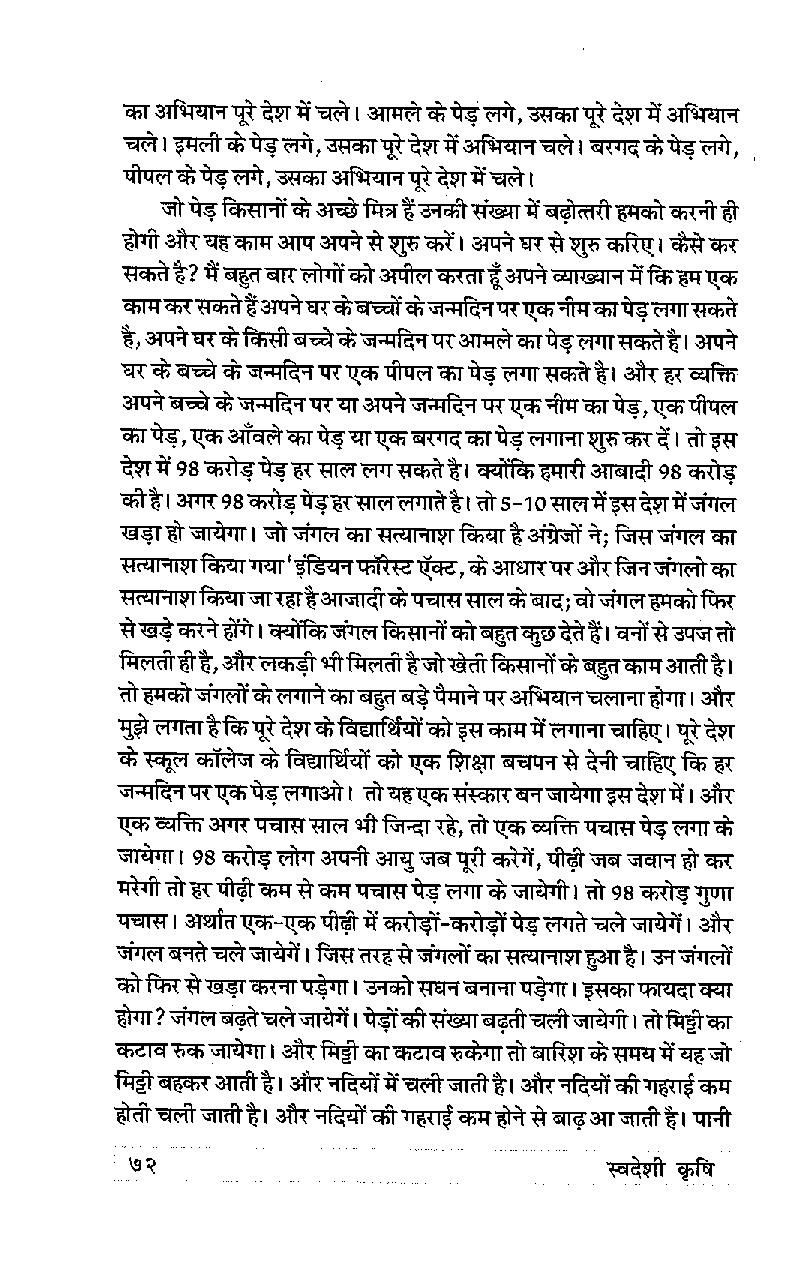 का अभियान पूरे देश में चले। आमले के पेड़ लगे, उसका पूरे देश में अभियान
चले। इमली के पेड़ लगे, उसका पूरे देश में अभियान चले। बरगद के पेड़ लगे,
पीपल के पेड़ लगे, उसका अभियान पूरे देश में चले।
जो पेड़ किसानों के अच्छे मित्र हैं उनकी संख्या में बढ़ोत्तरी हमको करनी ही
होगी और यह काम आप अपने से शुरु करें। अपने घर से शुरु करिए। कैसे कर
सकते है? मैं बहुत बार लोगों को अपील करता हूँ अपने व्याख्यान में कि हम एक
काम कर सकते हैं अपने घर के बच्चों के जन्मदिन पर एक नीम का पेड़ लगा सकते
है, अपने घर के किसी बच्चे के जन्मदिन पर आमले का पेड़ लगा सकते है। अपने
घर के बच्चे के जन्मदिन पर एक पीपल का पेड़ लगा सकते है। और हर व्यक्ति
अपने बच्चे के जन्मदिन पर या अपने जन्मदिन पर एक नीम का पेड़, एक पीपल
का पेड़, एक आँवले का पेड़ या एक बरगद का पेड़ लगाना शुरु कर दें। तो इस
देश में 98 करोड़ पेड़ हर साल लग सकते है। क्योंकि हमारी आबादी 98 करोड़
की है। अगर 98 करोड़ पेड़ हर साल लगाते है। तो 5-10 साल में इस देश में जंगल
खड़ा हो जायेगा। जो जंगल का सत्यानाश किया है अंग्रेजों ने; जिस जंगल का
सत्यानाश किया गया 'इंडियन फॉरेस्ट ऍक्ट, के आधार पर और जिन जंगलो का
सत्यानाश किया जा रहा है आजादी के पचास साल के बाद; वो जंगल हमको फिर
से खड़े करने होंगे। क्योंकि जंगल किसानों को बहुत कुछ देते हैं। वनों से उपज तो
मिलती ही है, और लकड़ी भी मिलती है जो खेती किसानों के बहुत काम आती है।
तो हमको जंगलों के लगाने का बहुत बड़े पैमाने पर अभियान चलाना होगा। और
मुझे लगता है कि पूरे देश के विद्यार्थियों को इस काम में लगाना चाहिए। पूरे देश
के स्कूल कॉलेज के विद्यार्थियों को एक शिक्षा बचपन से देनी चाहिए कि हर
जन्मदिन पर एक पेड़ लगाओ। तो यह एक संस्कार बन जायेगा इस देश में। और
एक व्यक्ति अगर पचास साल भी जिन्दा रहे, तो एक व्यक्ति पचास पेड़ लगा के
जायेगा। 98 करोड़ लोग अपनी आयु जब पूरी करेगें, पीढ़ी जब जवान हो कर
मरेगी तो हर पीढ़ी कम से कम पचास पेड़ लगा के जायेगी। तो 98 करोड़ गुणा
पचास। अर्थात एक-एक पीढ़ी में करोड़ों-करोड़ों पेड़ लगते चले जायेगें। और
जंगल बनते चले जायेगें। जिस तरह से जंगलों का सत्यानाश हुआ है। उन जंगलों
को फिर से खड़ा करना पड़ेगा। उनको सघन बनाना पड़ेगा। इसका फायदा क्या
होगा? जंगल बढ़ते चले जायेगें। पेड़ों की संख्या बढ़ती चली जायेगी। तो मिट्टी का
कटाव रुक जायेगा। और मिट्टी का कटाव रुकेगा तो बारिश के समय में यह जो
मिट्टी बहकर आती है। और नदियों में चली जाती है। और नदियों की गहराई कम
होती चली जाती है। और नदियों की गहराई कम होने से बाढ़ आ जाती है। पानी
७२ स्वदेशी कृषि